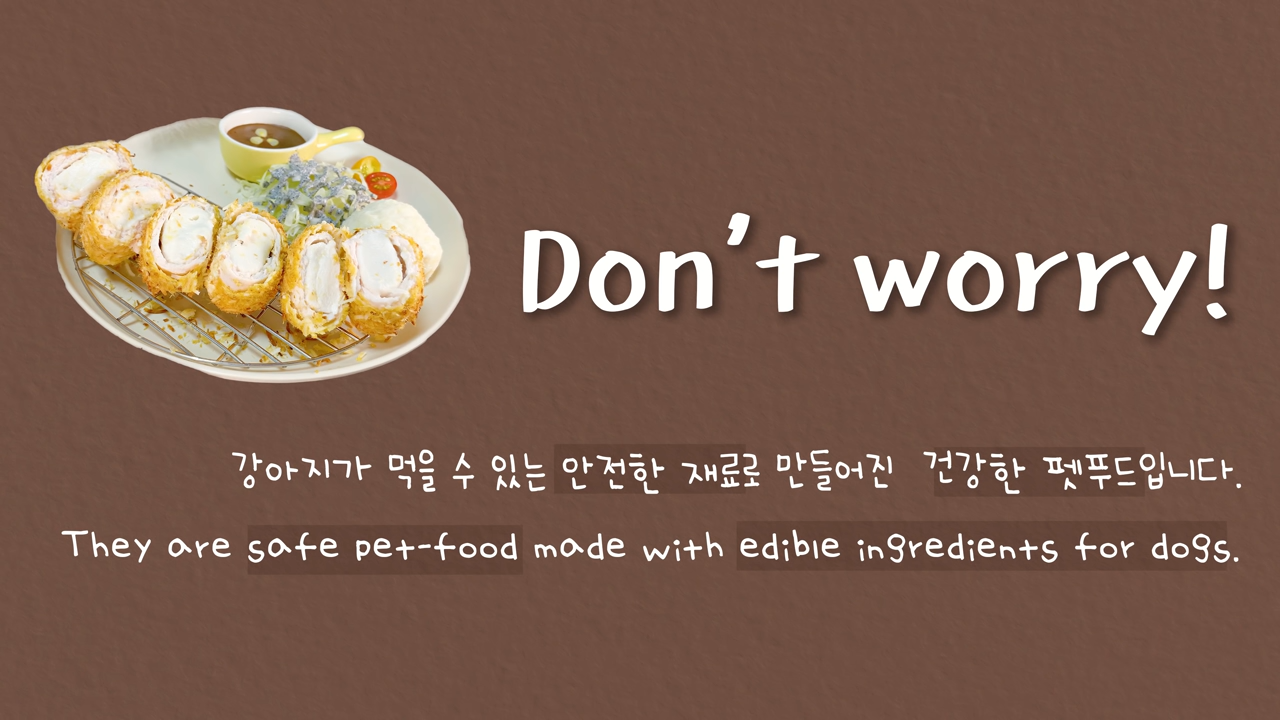 Don't worry!
강아지가 먹을 수 있는 안전한 재료로 만들어진 건강한 펫푸드입니다.
They are safe pet-food made with edible ingredients for dogs.